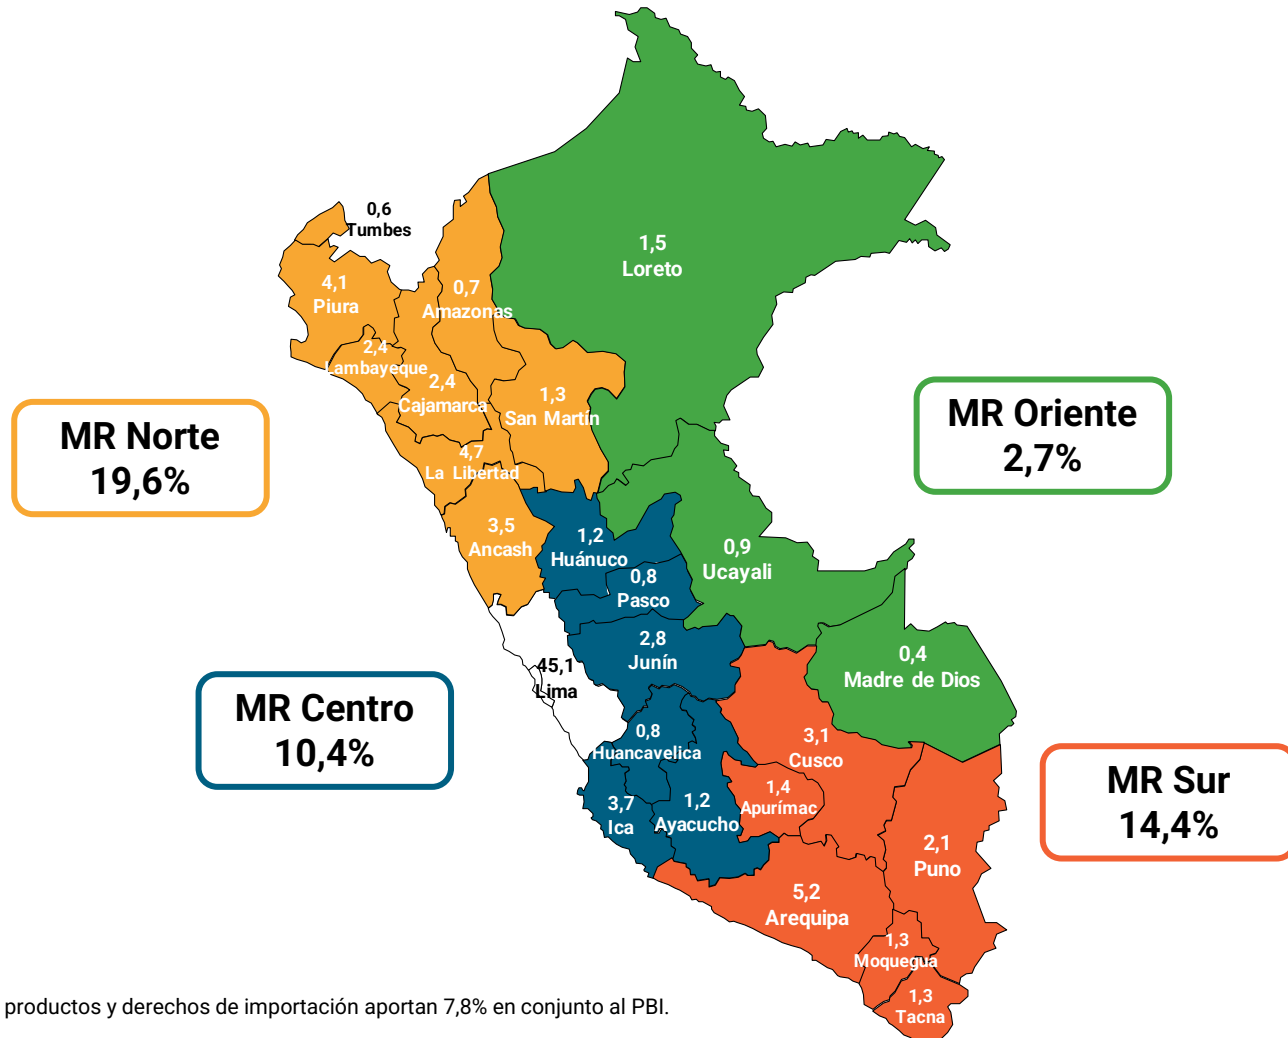 0,6
Tumbes
1,5
Loreto
4,1
Piura
0,7
Amazonas
2,4
Lambayeque
2,4
Cajamarca
1,3
San Martín
MR Norte
19,6%
MR Oriente
2,7%
4,7
La Libertad
3,5
Ancash
1,2
Huánuco
0,9
Ucayali
0,8
Pasco
2,8
Junín
0,4
Madre de Dios
45,1
Lima
MR Centro
10,4%
0,8
Huancavelica
3,1
Cusco
1,4
Apurímac
3,7
Ica
1,2
Ayacucho
MR Sur
14,4%
2,1
Puno
5,2
Arequipa
1,3
Moquegua
1,3
Tacna
productos y derechos de importación aportan 7,8% en conjunto al PBI.